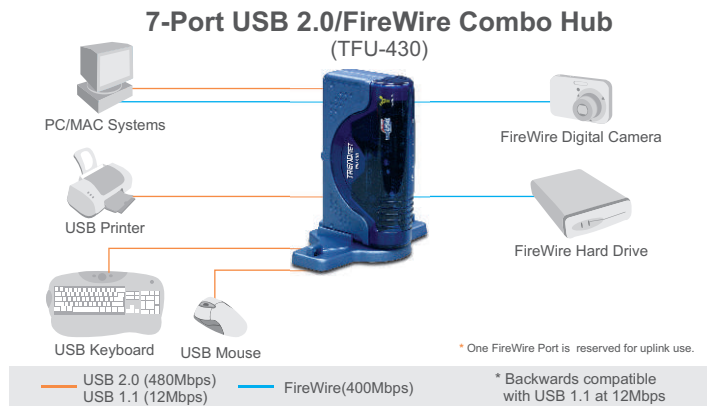 7-Port USB 2.0/FireWire Combo Hub
(TFU-430)
PC/MAC Systems
FireWire Digital Camera
TRENDNET
USB Printer
FireWire Hard Drive
USB Keyboard
USB Mouse
* One FireWire Port is reserved for uplink use.
USB 2.0 (480Mbps)
USB 1.1 (12Mbps)
FireWire(400Mbps)
* Backwards compatible
with USB 1.1 at 12Mbps